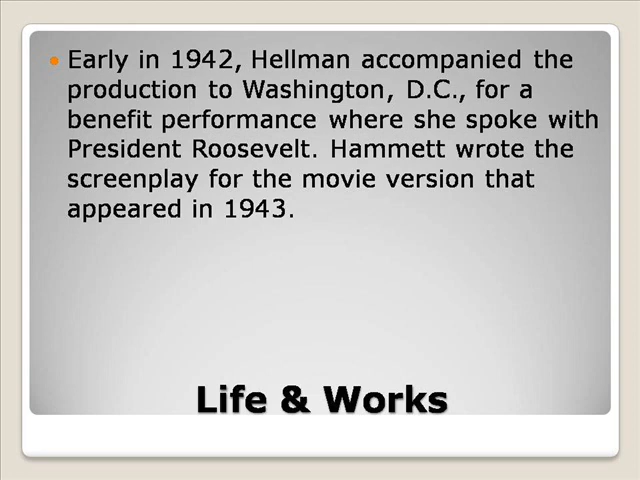 Early in 1942, Hellman accompanied the
production to Washington, D.C., for a
benefit performance where she spoke with
President Roosevelt. Hammett wrote the
screenplay for the movie version that
appeared in 1943.
Life & Works